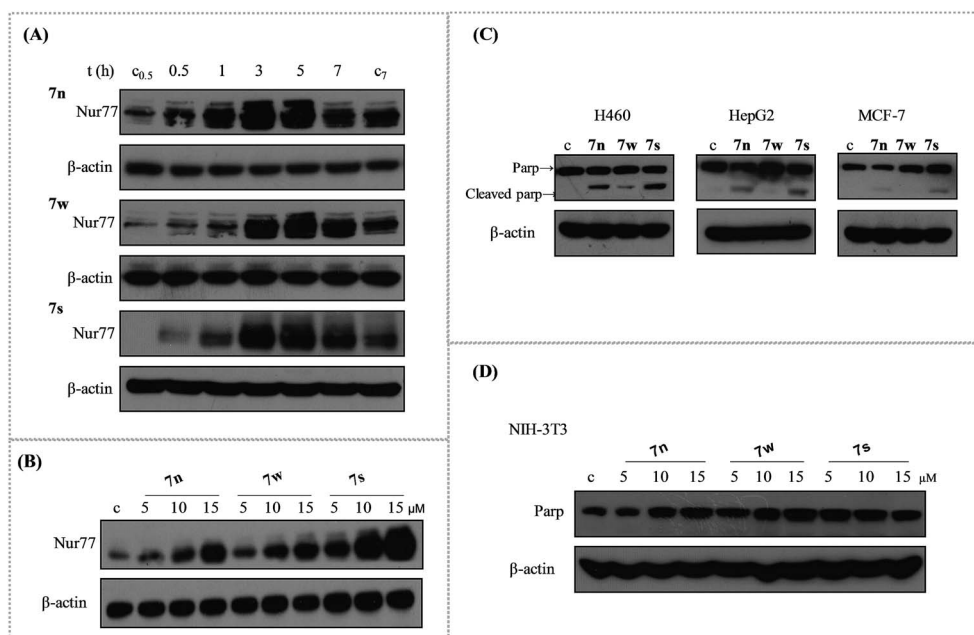 (A)
t (h) c0.5 0.5 1 3 5 7 c7
7n
Nur77
β-actin
7w
Nur77
β-actin
7s
Nur77
β-actin
(B)
7n 7w 7s
c 5 10 15 5 10 15 5 10 15 μM
Nur77
β-actin
(C)
H460 HepG2 MCF-7
c 7n 7w 7s c 7n 7w 7s c 7n 7w 7s
Parp→
Cleaved parp→
β-actin
(D)
NIH-3T3
7n 7w 7s
c 5 10 15 5 10 15 5 10 15 μM
Parp
β-actin